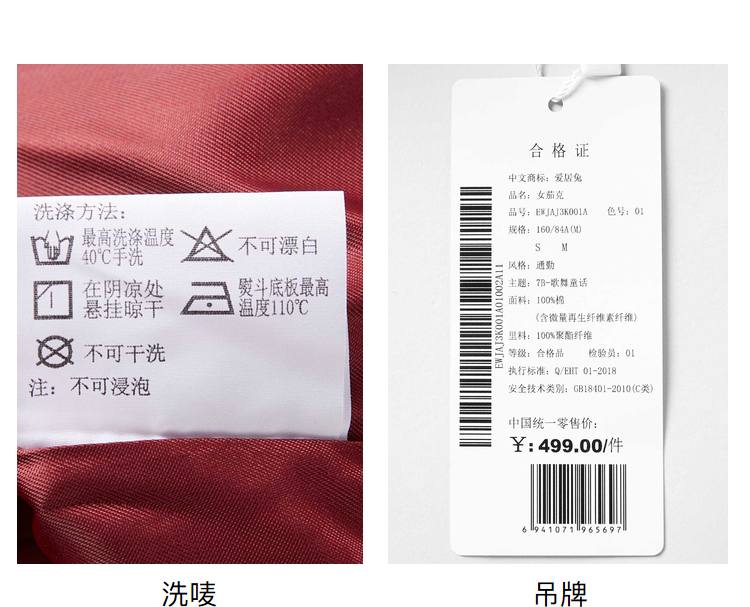 洗涤方法:
最高洗涤温度
40℃手洗
不可漂白
在阴凉处
悬挂晾干
熨斗底板最高
温度110℃
不可干洗
注: 不可浸泡
洗唛
合格证
中文商标: 爱居兔
品名: 女茄克
品号: EWJAJ3K001A 色号: 01
规格: 160/84A(M)
S M
风格: 通勤
主题: 7B-歌舞童话
面料: 100%棉
(含微量再生纤维素纤维)
里料: 100%聚酯纤维
等级: 合格品 检验员: 01
执行标准: Q/EHT 01-2018
安全技术类别: GB18401-2010(C类)
中国统一零售价:
¥: 499.00/件
6 941071 965697
EWJAJ3K001A01002A11
吊牌